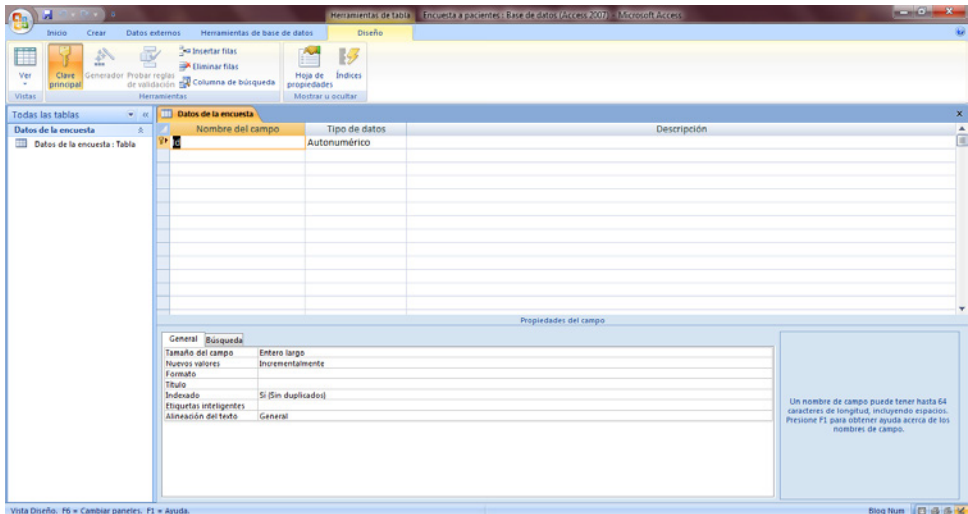 Herramientas de tabla Encuesta a pacientes : Base de datos (Access 2007) - Microsoft Access
Inicio Crear Datos externos Herramientas de base de datos Diseño
Ver
Clave principal
Generador
Probar reglas de validación
Insertar filas
Eliminar filas
Columna de búsqueda
Hoja de propiedades
Índices
Vistas Herramientas Mostrar u ocultar
Todas las tablas
Datos de la encuesta
Datos de la encuesta : Tabla
Datos de la encuesta
Nombre del campo Tipo de datos Descripción
Id Autonumérico
Propiedades del campo
General Búsqueda
Tamaño del campo Entero largo
Nuevos valores Incrementalmente
Formato
Título
Indexado Sí (Sin duplicados)
Etiquetas inteligentes
Alineación del texto General
Un nombre de campo puede tener hasta 64
caracteres de longitud, incluyendo espacios.
Presione F1 para obtener ayuda acerca de los
nombres de campo.
Vista Diseño. F6 = Cambiar paneles. F1 = Ayuda. Bloq Num